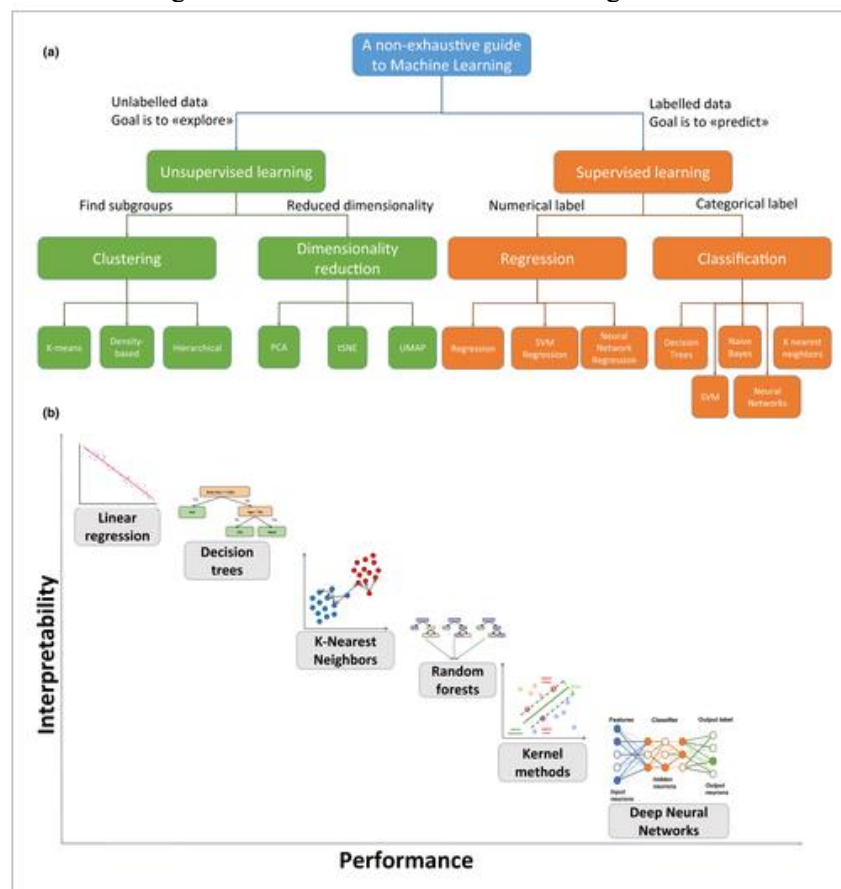 (a)
A non-exhaustive guide
to Machine Learning
Unlabelled data
Goal is to «explore»
Labelled data
Goal is to «predict»
Unsupervised learning
Supervised learning
Find subgroups
Reduced dimensionality
Numerical label
Categorical label
Clustering
Dimensionality
reduction
Regression
Classification
K-means
Density-
based
Hierarchical
PCA
tSNE
UMAP
Regression
SVM
Regression
Neural
Network
Regression
Decision
Trees
Naive
Bayes
K nearest
neighbors
SVM
Neural
Networks
(b)
Interpretability
Linear
regression
Decision
trees
K-Nearest
Neighbors
Random
forests
Kernel
methods
Features
Classifier
Output label
Input
neurons
Hidden
neurons
Output
neurons
Deep Neural
Networks
Performance